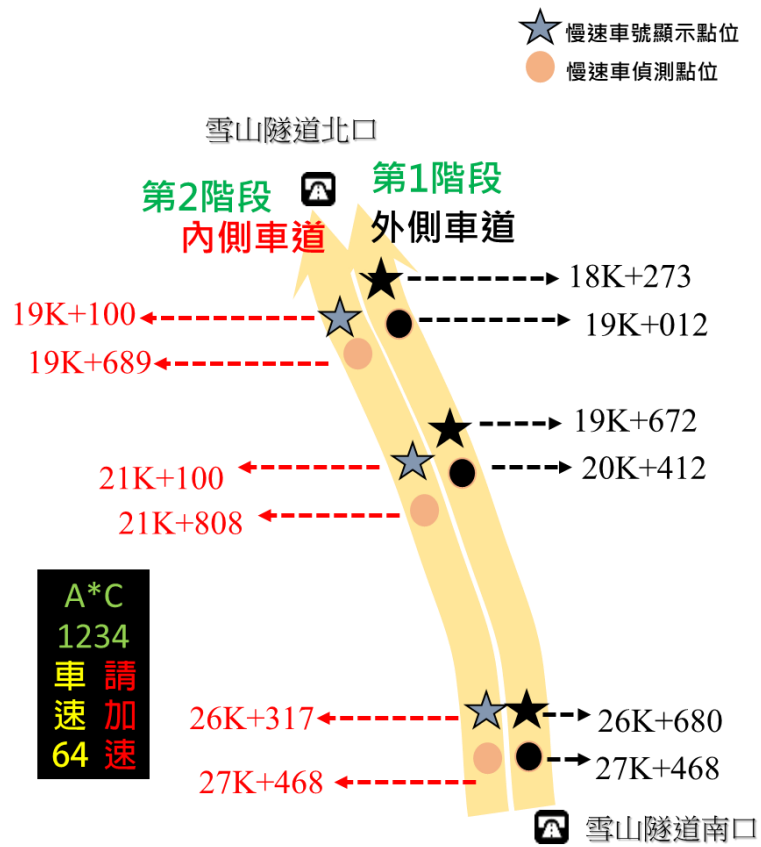 慢速車號顯示點位
慢速車偵測點位
雪山隧道北口
第2階段
內側車道
第1階段
外側車道
18K+273
19K+100
19K+012
19K+689
19K+672
20K+412
21K+100
21K+808
A*C
1234
車速64
請加速
26K+317
26K+680
27K+468
27K+468
雪山隧道南口